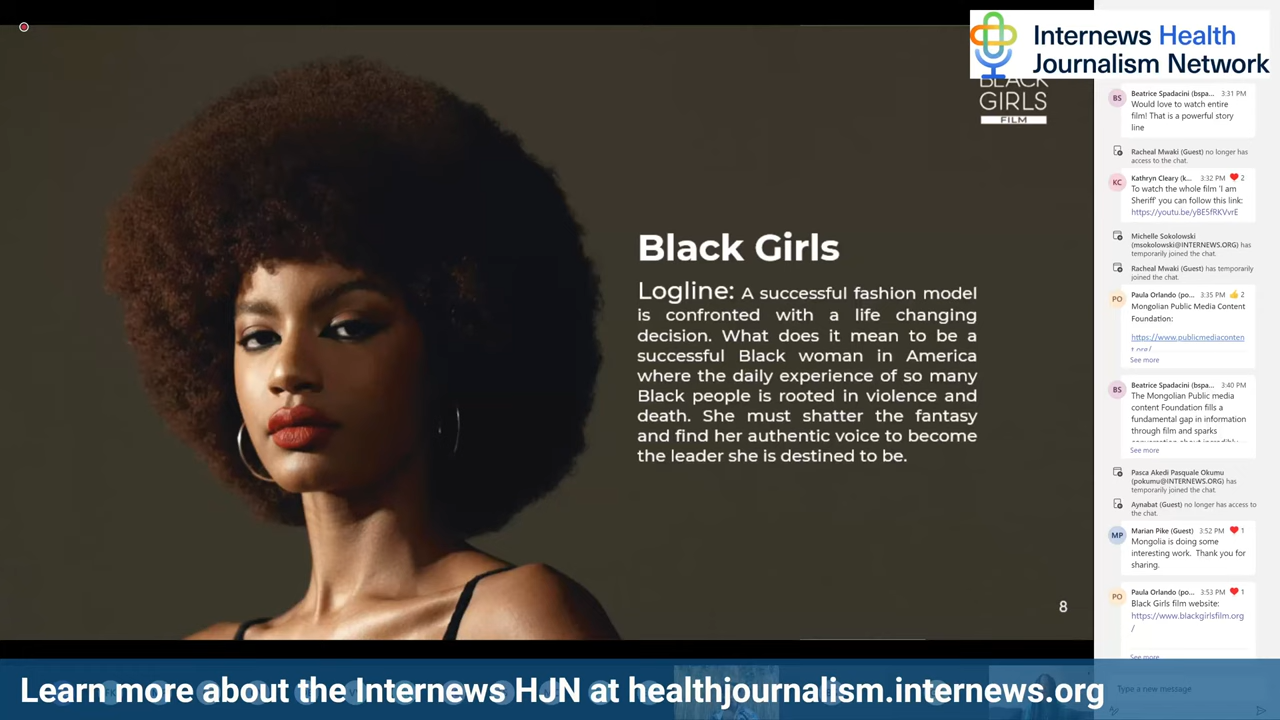 Internews Health
Journalism Network
BLACK
GIRLS
FILM
Black Girls
Logline: A successful fashion model
is confronted with a life changing
decision. What does it mean to be a
successful Black woman in America
where the daily experience of so many
Black people is rooted in violence and
death. She must shatter the fantasy
and find her authentic voice to become
the leader she is destined to be.
8
BS
Beatrice Spadacini (bspa... 3:31 PM
Would love to watch entire
film! That is a powerful story
line
Racheal Mwaki (Guest) no longer has
access to the chat.
KC
Kathryn Cleary (k... 3:32 PM 2
To watch the whole film 'I am
Sheriff' you can follow this link:
https://youtu.be/yBE5fRKVvrE
Michelle Sokolowski
(msokolowski@INTERNEWS.ORG) has
temporarily joined the chat.
Racheal Mwaki (Guest) has temporarily
joined the chat.
PO
Paula Orlando (po... 3:35 PM 2
Mongolian Public Media Content
Foundation:
https://www.publicmediaconten
t.org/
See more
BS
Beatrice Spadacini (bspa... 3:40 PM
The Mongolian Public media
content Foundation fills a
fundamental gap in information
through film and sparks
conversation about incredibly
See more
Pasca Akedi Pasquale Okumu
(pokumu@INTERNEWS.ORG) has
temporarily joined the chat.
Aynabat (Guest) no longer has access to
the chat.
MP
Marian Pike (Guest) 3:52 PM 1
Mongolia is doing some
interesting work. Thank you for
sharing.
PO
Paula Orlando (po... 3:53 PM 1
Black Girls film website:
https://www.blackgirlsfilm.org
/
See more
Type a new message
Learn more about the Internews HJN at healthjournalism.internews.org